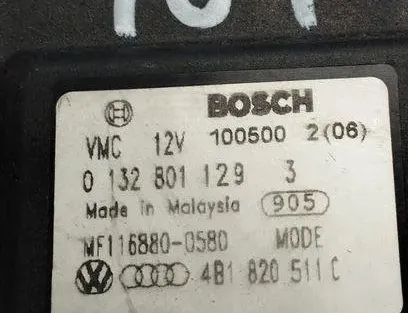 BOSCH
VMC 12V 100500 2(06)
0 132 801 129 3
Made in Malaysia 905
MF116880-0580 MODE
4B1 820 511 C